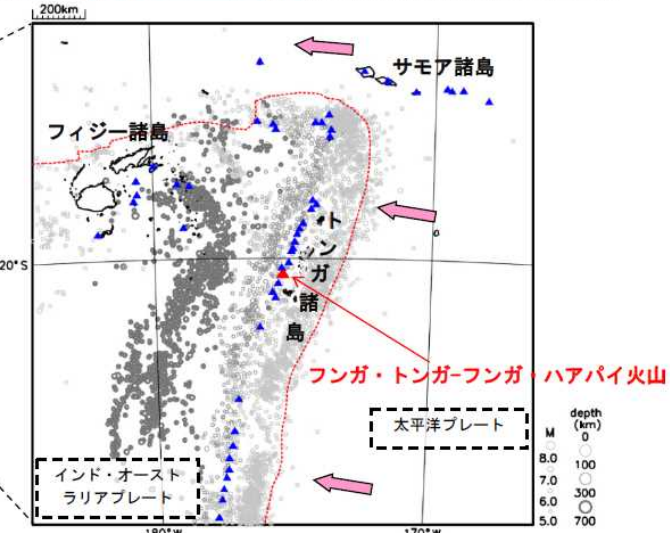 200km
サモア諸島
フィジー諸島
トンガ諸島
20°S
フンガ・トンガ-フンガ・ハアパイ火山
太平洋プレート
インド・オースト
ラリアプレート
M
8.0
7.0
6.0
5.0
depth
(km)
0
100
300
700
180°W
170°W